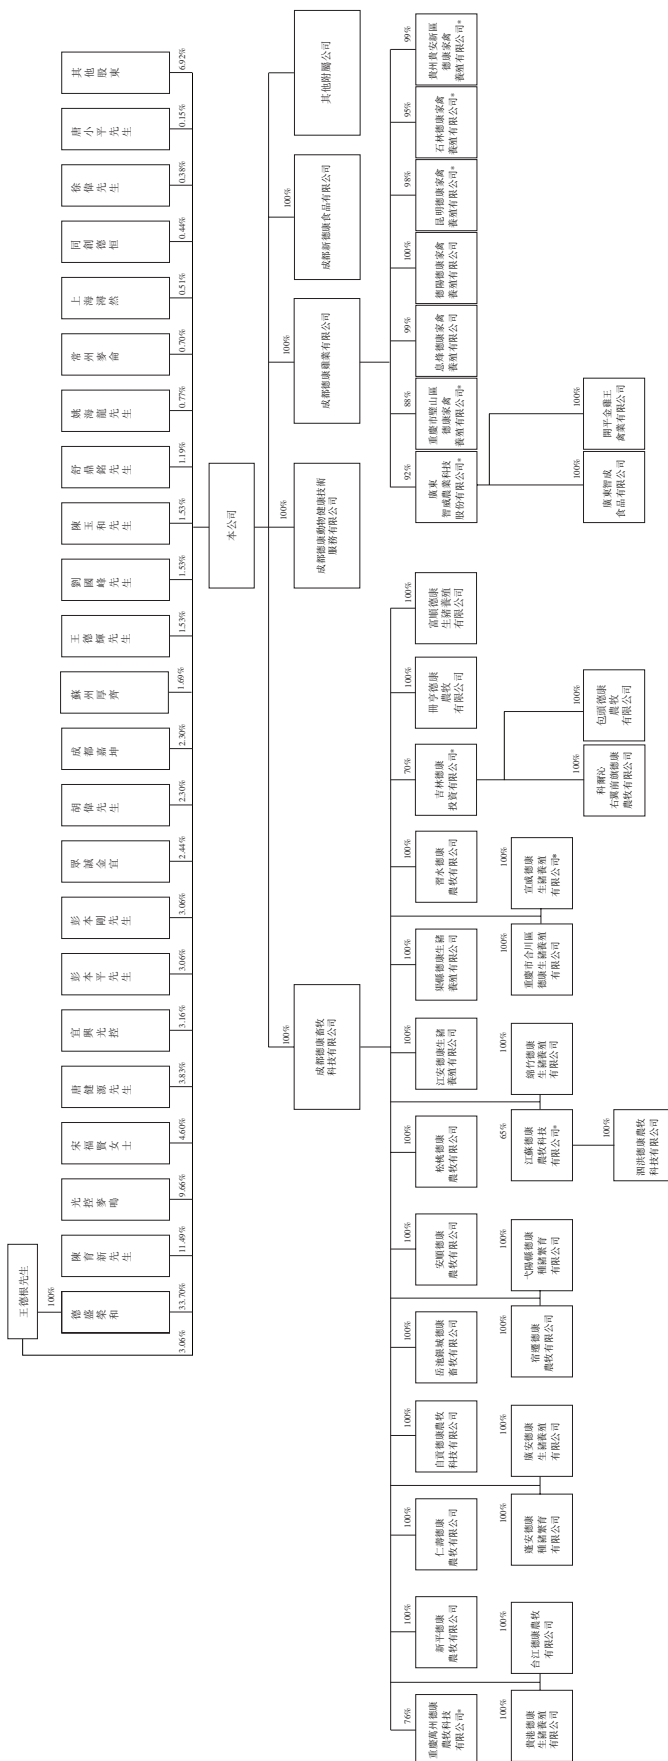 王德根先生
100%
德盛榮和
陳育新先生
光控麥鳴
宋福賢女士
唐健源先生
宜興光控
彭本平先生
彭本剛先生
眾誠金宜
胡偉先生
成都嘉坤
蘇州厚齊
王德輝先生
劉國峰先生
陳玉和先生
舒鼎銘先生
姚海龍先生
常州麥侖
上海潯然
同創德恒
徐偉先生
唐小平先生
其他股東
3.06%
33.70%
11.49%
9.66%
4.60%
3.83%
3.16%
3.06%
3.06%
2.44%
2.30%
2.30%
1.69%
1.53%
1.53%
1.53%
1.19%
0.77%
0.70%
0.51%
0.44%
0.38%
0.15%
6.92%
本公司
100%
100%
100%
100%
成都德康畜牧
科技有限公司
成都德康動物健康技術
服務有限公司
成都德康雞業有限公司
成都新德康食品有限公司
其他附屬公司
76%
重慶萬州德康
農牧科技
有限公司*
100%
新平德康
農牧有限公司
100%
仁壽德康
農牧有限公司
100%
自貢德康農牧
科技有限公司
100%
岳池銀城德康
畜牧有限公司
100%
安順德康
農牧有限公司
100%
松桃德康
農牧有限公司
100%
江安德康生豬
養殖有限公司
100%
渠縣德康生豬
養殖有限公司
100%
習水德康
農牧有限公司
70%
吉林德康
投資有限公司*
100%
冊亨德康
農牧
有限公司
100%
富順德康
生豬養殖
有限公司
92%
廣東
智威農業科技
股份有限公司*
88%
重慶市璧山區
德康家禽
養殖有限公司*
99%
息烽德康家禽
養殖有限公司
100%
德陽德康家禽
養殖有限公司
98%
昆明德康家禽
養殖有限公司*
95%
石林德康家禽
養殖有限公司*
99%
貴州貴安新區
德康家禽
養殖有限公司*
100%
貴港德康
生豬養殖
有限公司
100%
台江德康農牧
有限公司
100%
蓬安德康
種豬繁育
有限公司
100%
廣安德康
生豬養殖
有限公司
100%
宿遷德康
農牧有限公司
100%
弋陽縣德康
種豬繁育
有限公司
65%
江蘇德康
農牧科技
有限公司*
100%
綿竹德康
生豬養殖
有限公司
100%
重慶市合川區
德康生豬養殖
有限公司
100%
宣威德康
生豬養殖
有限公司*
100%
科爾沁
右翼前旗德康
農牧有限公司
100%
包頭德康
農牧
有限公司
100%
廣東智成
食品有限公司
100%
開平金雞王
禽業有限公司
100%
泗洪德康農牧
科技有限公司